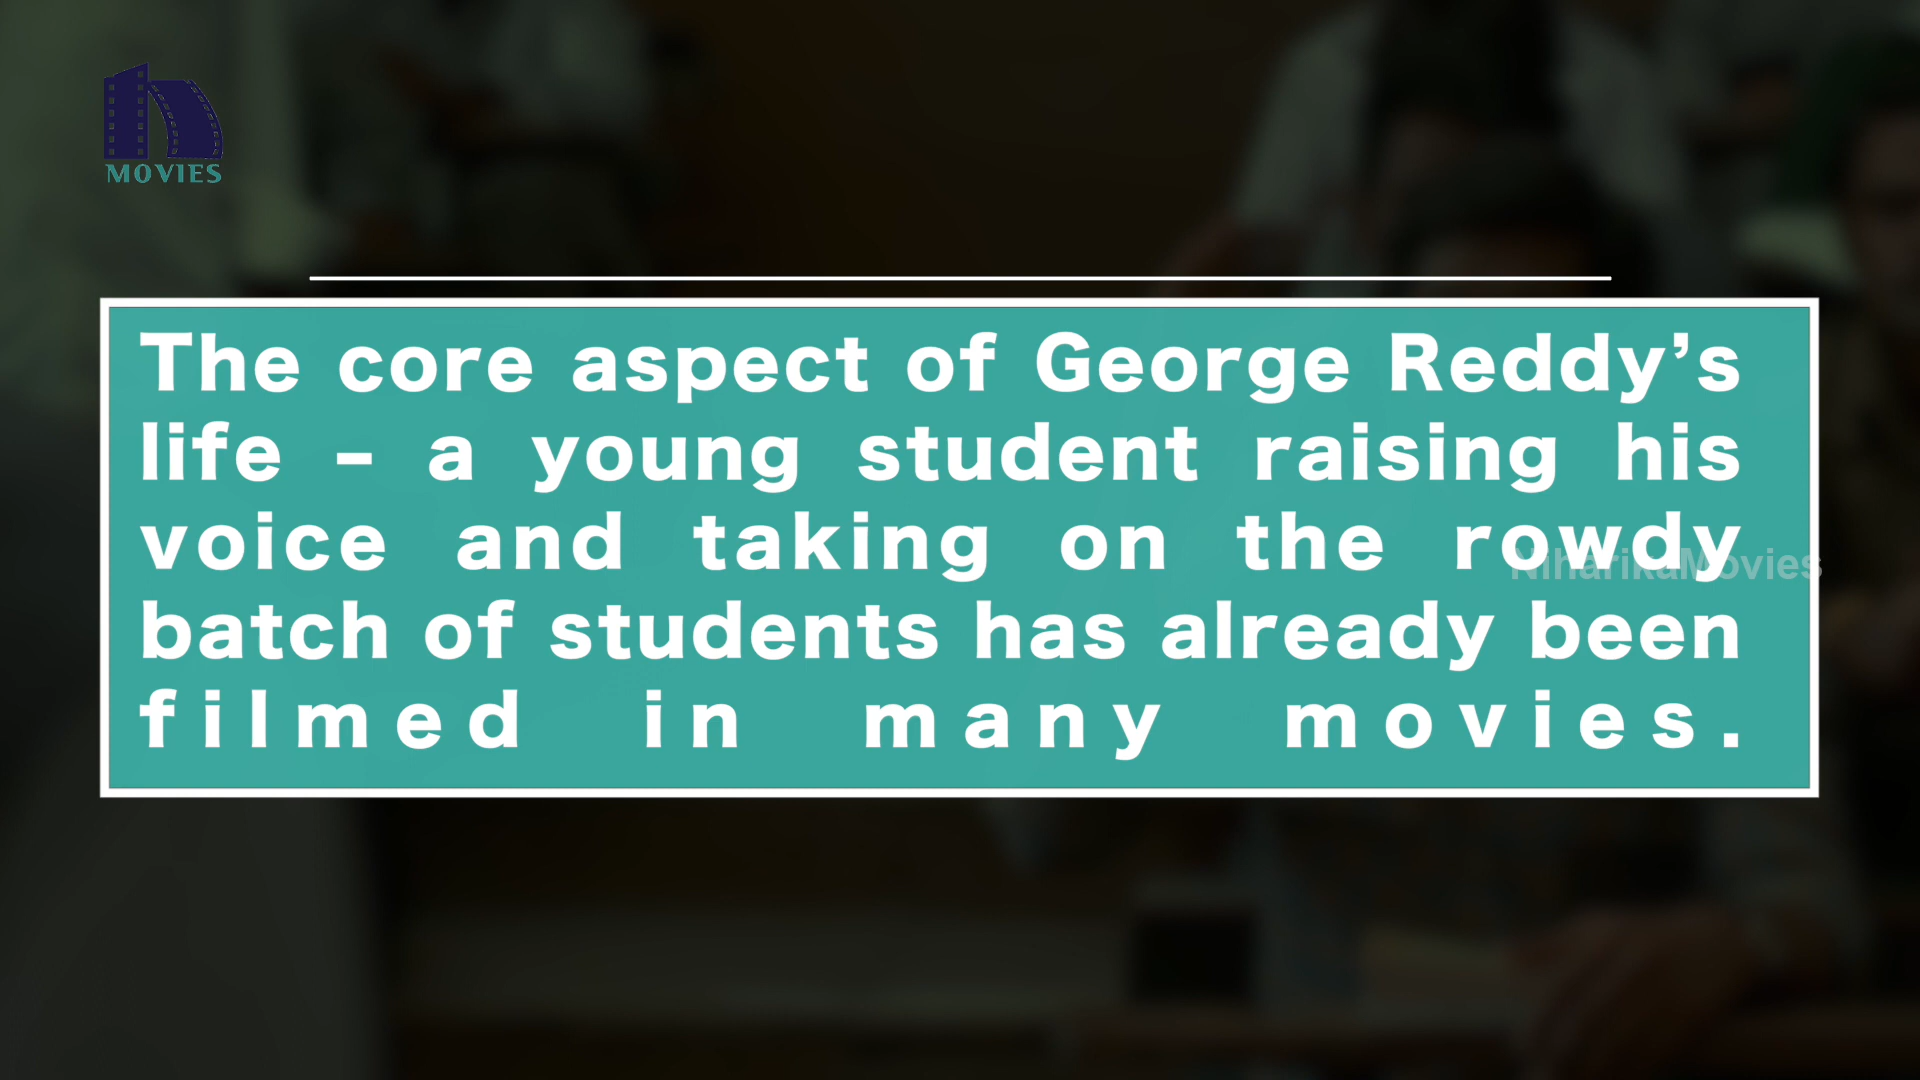 MOVIES
The core aspect of George Reddy’s
life – a young student raising his
voice and taking on the rowdy
NiharikaMovies
batch of students has already been
filmed in many movies.